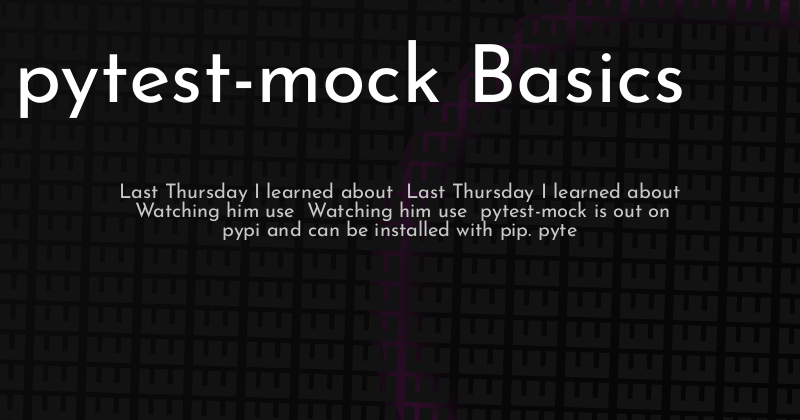 pytest-mock Basics
Last Thursday I learned about  Last Thursday I learned about
Watching him use  Watching him use  pytest-mock is out on
pypi and can be installed with pip. pyte